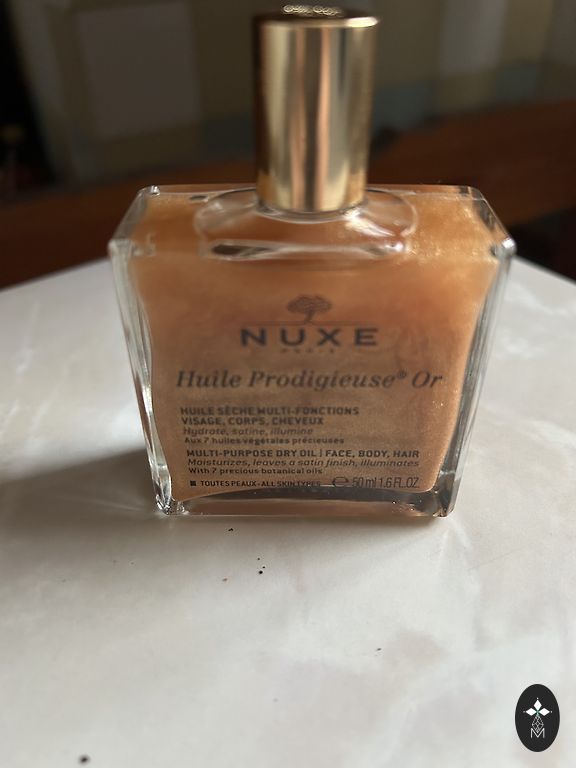 NUXE
PARIS
Huile Prodigieuse® Or
HUILE SÈCHE MULTI-FONCTIONS
VISAGE, CORPS, CHEVEUX
Hydrate, satine, illumine
Aux 7 huiles végétales précieuses
MULTI-PURPOSE DRY OIL | FACE, BODY, HAIR
Moisturizes, leaves a satin finish, illuminates
With 7 precious botanical oils
■ TOUTES PEAUX - ALL SKIN TYPES ℮ 50 ml 1.6 FL.OZ